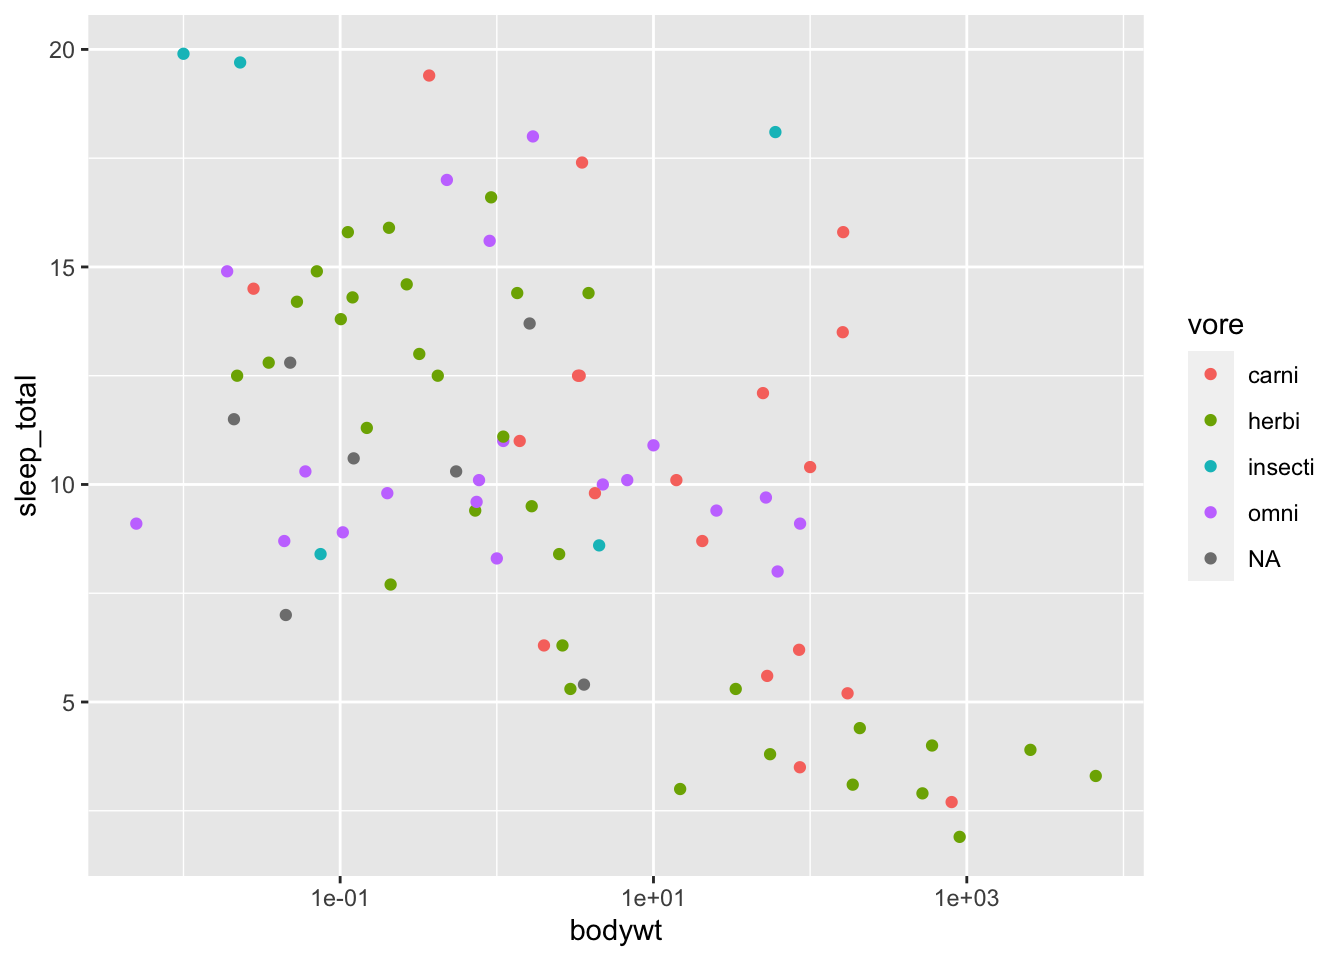 20
15
10
5
sleep_total
1e-01
1e+01
1e+03
bodywt
vore
carni
herbi
insecti
omni
NA